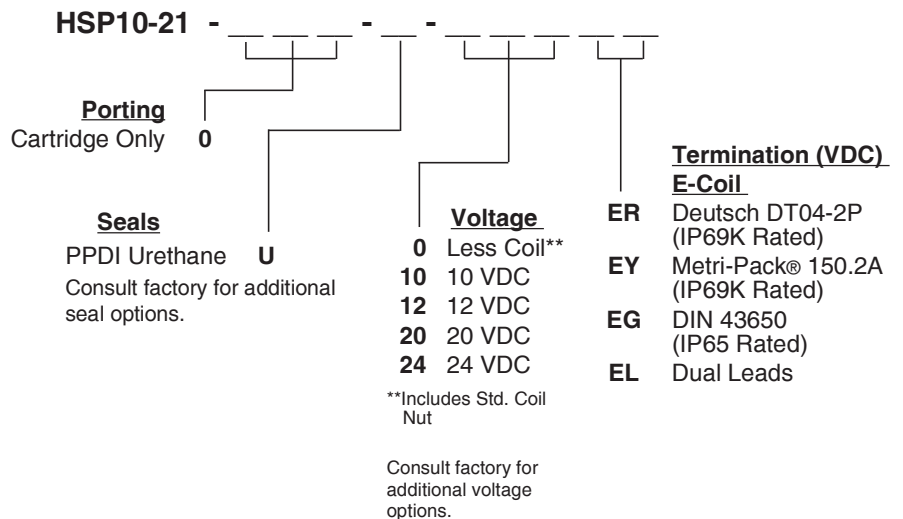 HSP10-21 - __ __ __ - __ - __ __ __ __ __
Porting
Cartridge Only 0
Seals
PPDI Urethane U
Consult factory for additional
seal options.
Voltage
0 Less Coil**
10 10 VDC
12 12 VDC
20 20 VDC
24 24 VDC
**Includes Std. Coil
Nut
Consult factory for
additional voltage
options.
Termination (VDC)
E-Coil
ER Deutsch DT04-2P
(IP69K Rated)
EY Metri-Pack® 150.2A
(IP69K Rated)
EG DIN 43650
(IP65 Rated)
EL Dual Leads